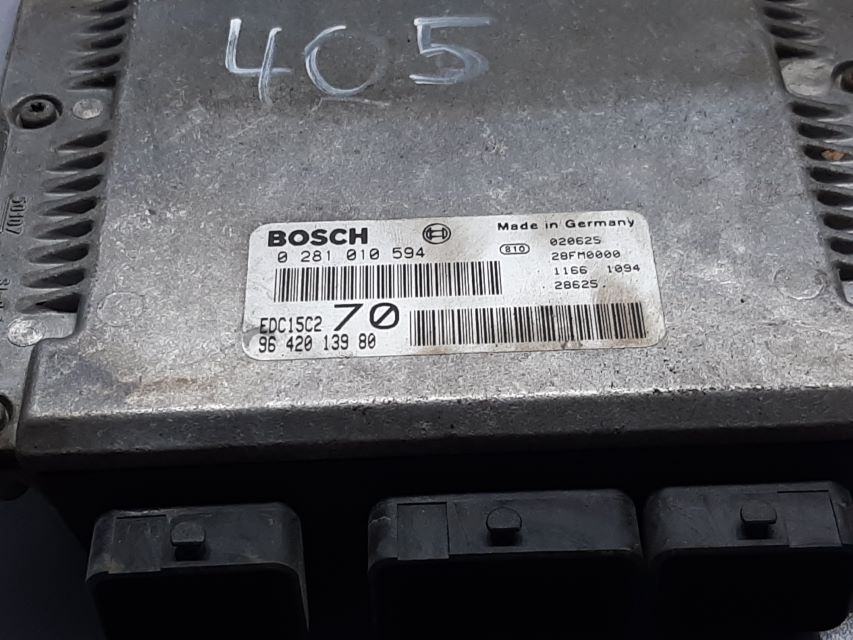 405
BOSCH
Made in Germany
0 281 010 594
810
020625
28FM0000
1166 1094
28625.
EDC15C2
70
96 420 139 80